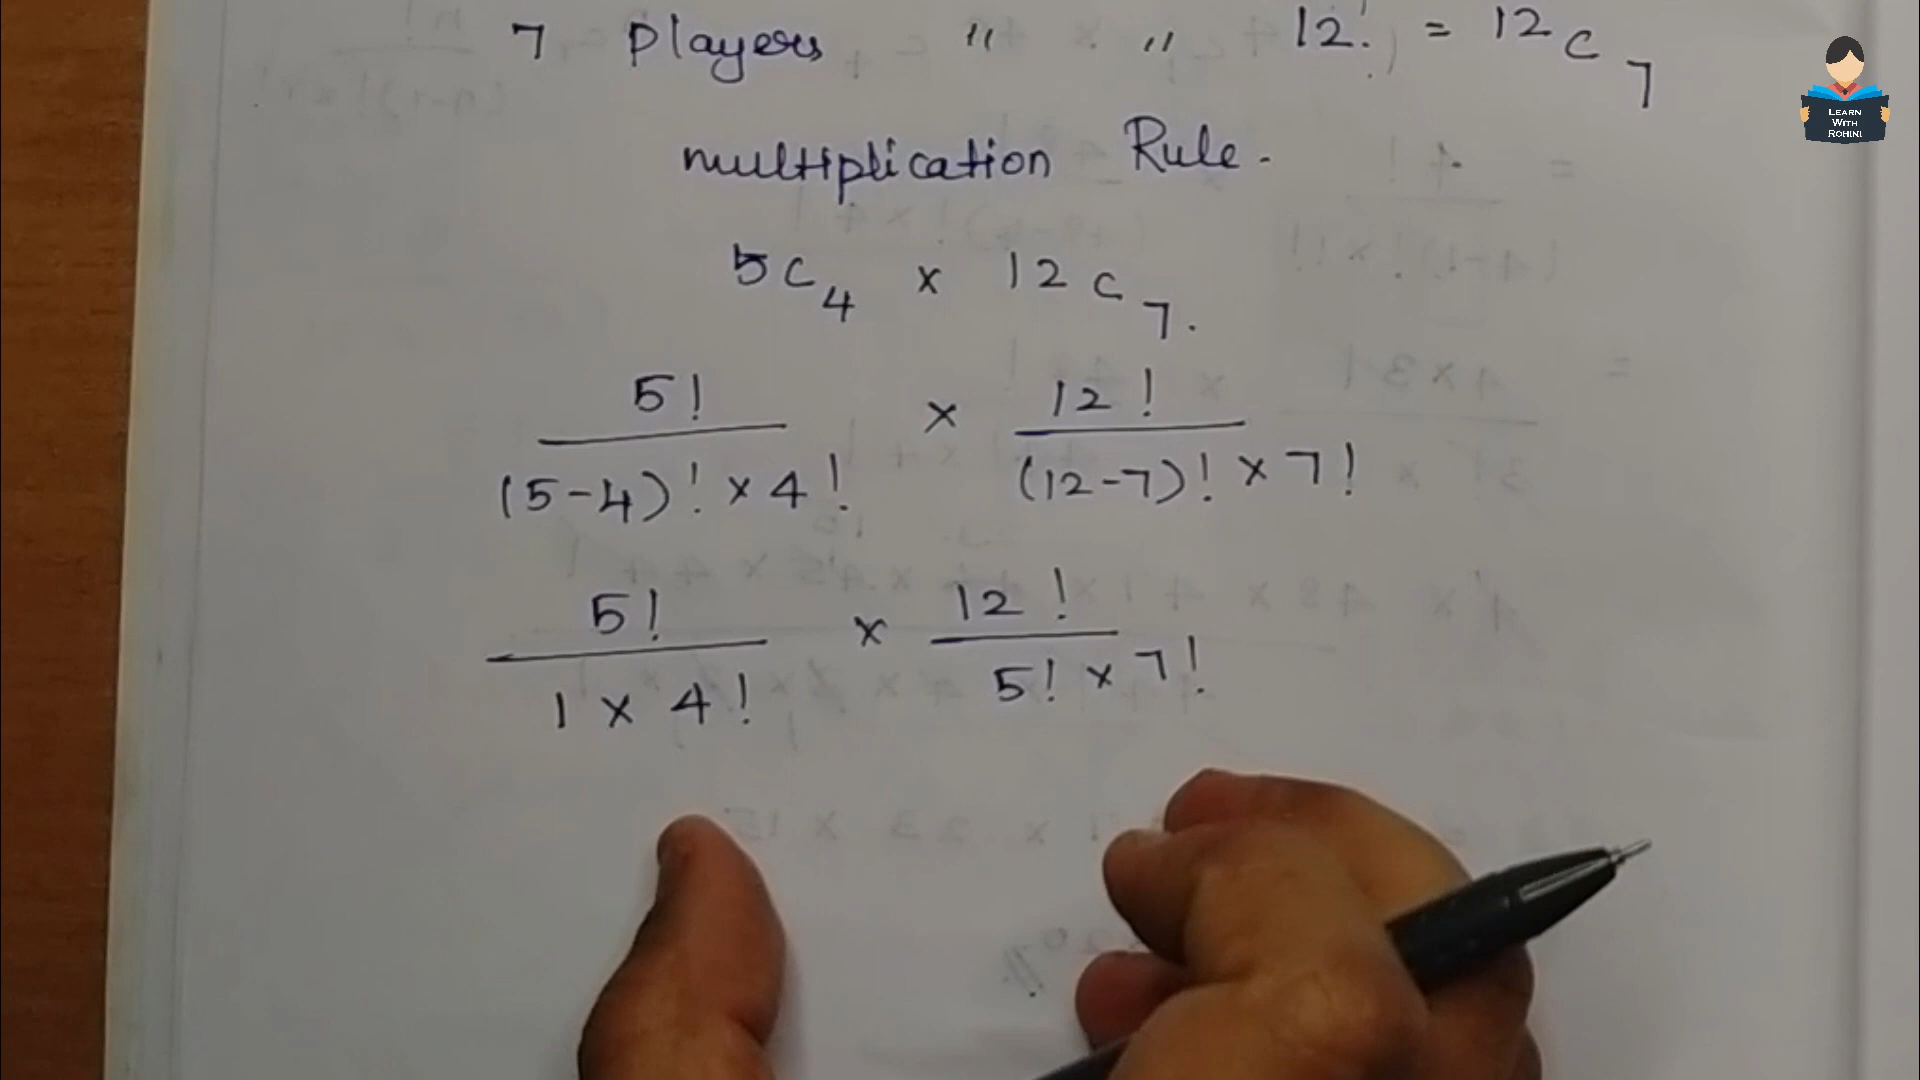 7 Players " " 12! = 12C7
LEARN
WITH
ROHINI
multiplication Rule.
5C4 × 12C7.
5! × 12!
(5-4)! × 4! (12-7)! × 7!
5! × 12!
1 × 4! 5! × 7!